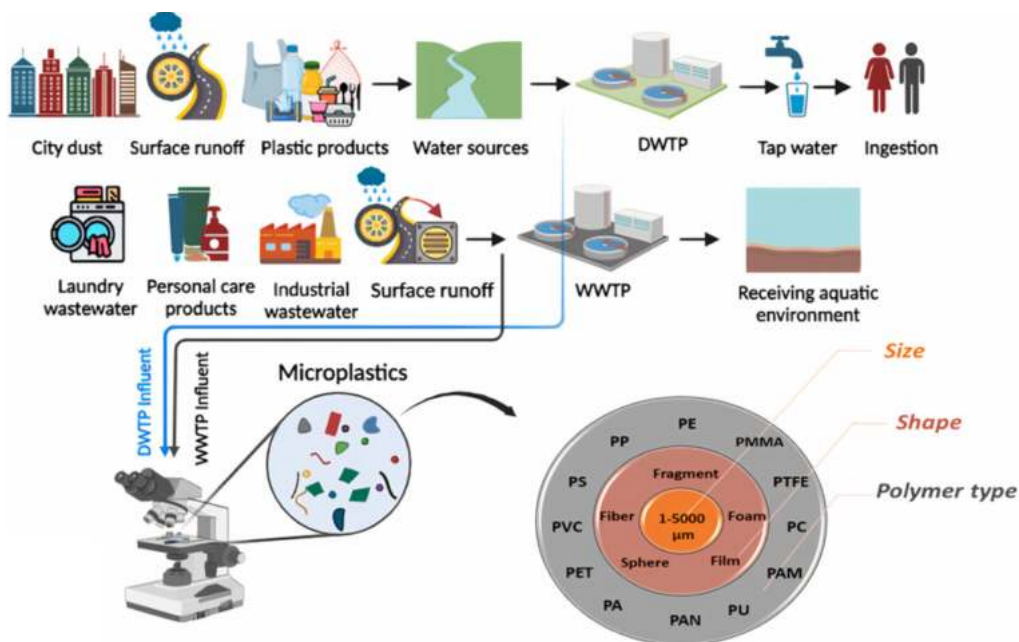 City dust
Surface runoff
Plastic products
Water sources
DWTP
Tap water
Ingestion
Laundry
wastewater
Personal care
products
Industrial
wastewater
Surface runoff
WWTP
Receiving aquatic
environment
DWTP Influent
WWTP Influent
Microplastics
Size
Shape
Polymer type
PE
PMMA
PTFE
PC
PAM
PU
PAN
PA
PET
PVC
PS
PP
Fragment
Foam
Film
Sphere
Fiber
1-5000
μm